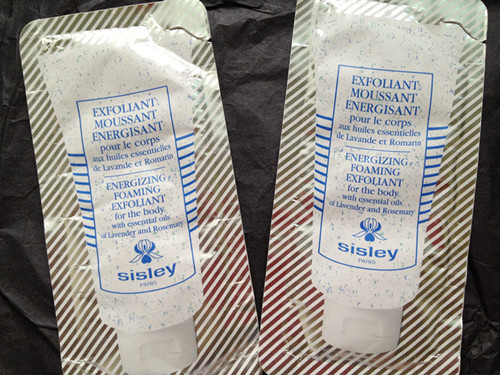 EXFOLIANT
MOUSSANT
ENERGISANT
pour le corps
aux huiles essentielles
de Lavande et Romarin
ENERGIZING
FOAMING
EXFOLIANT
for the body
with essential oils
of Lavender and Rosemary
sisley
PARIS
EXFOLIANT
MOUSSANT
ENERGISANT
pour le corps
aux huiles essentielles
de Lavande et Romarin
ENERGIZING
FOAMING
EXFOLIANT
for the body
with essential oils
of Lavender and Rosemary
sisley
PARIS